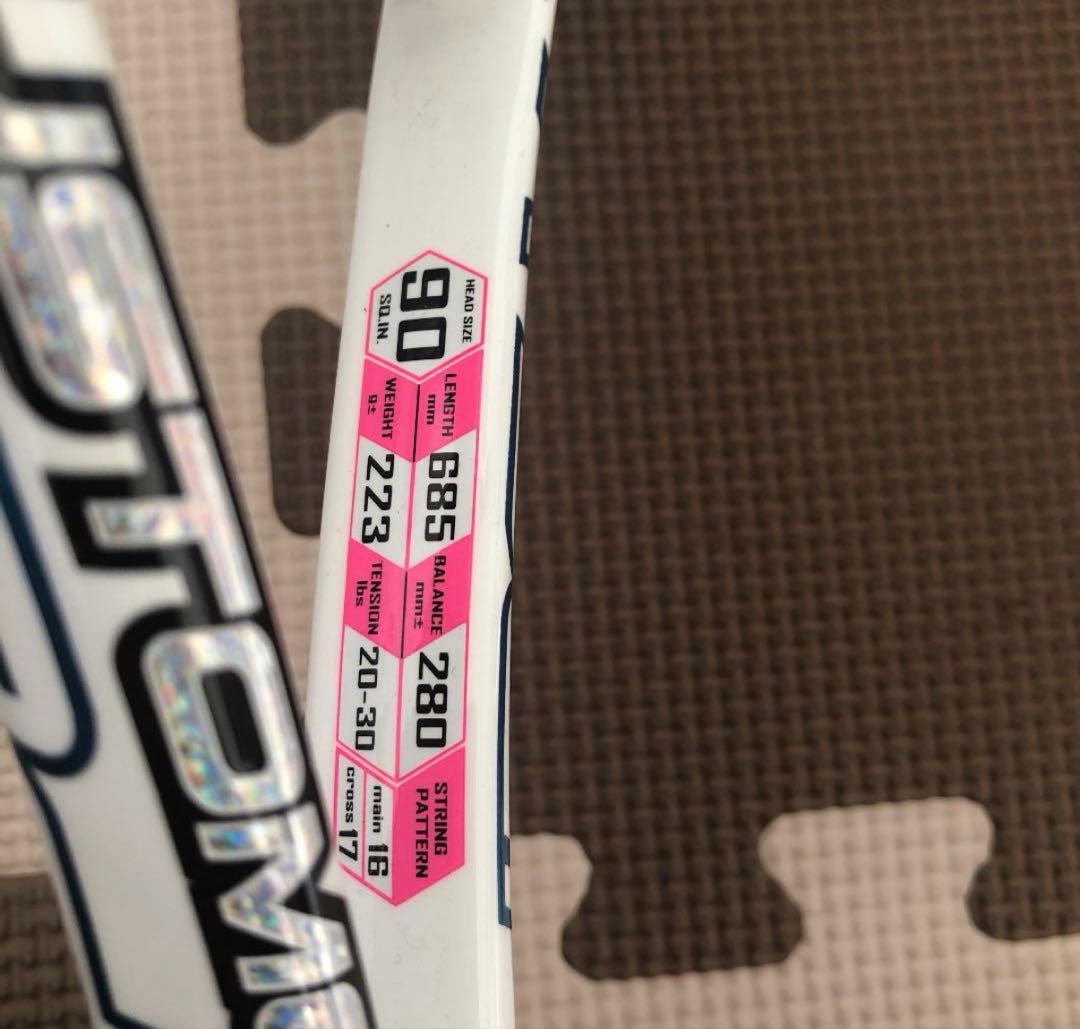 HEAD SIZE
90
SQ.IN.
LENGTH
mm
685
WEIGHT
g±
223
BALANCE
mm±
280
TENSION
lbs
20-30
STRING
PATTERN
main 16
cross 17